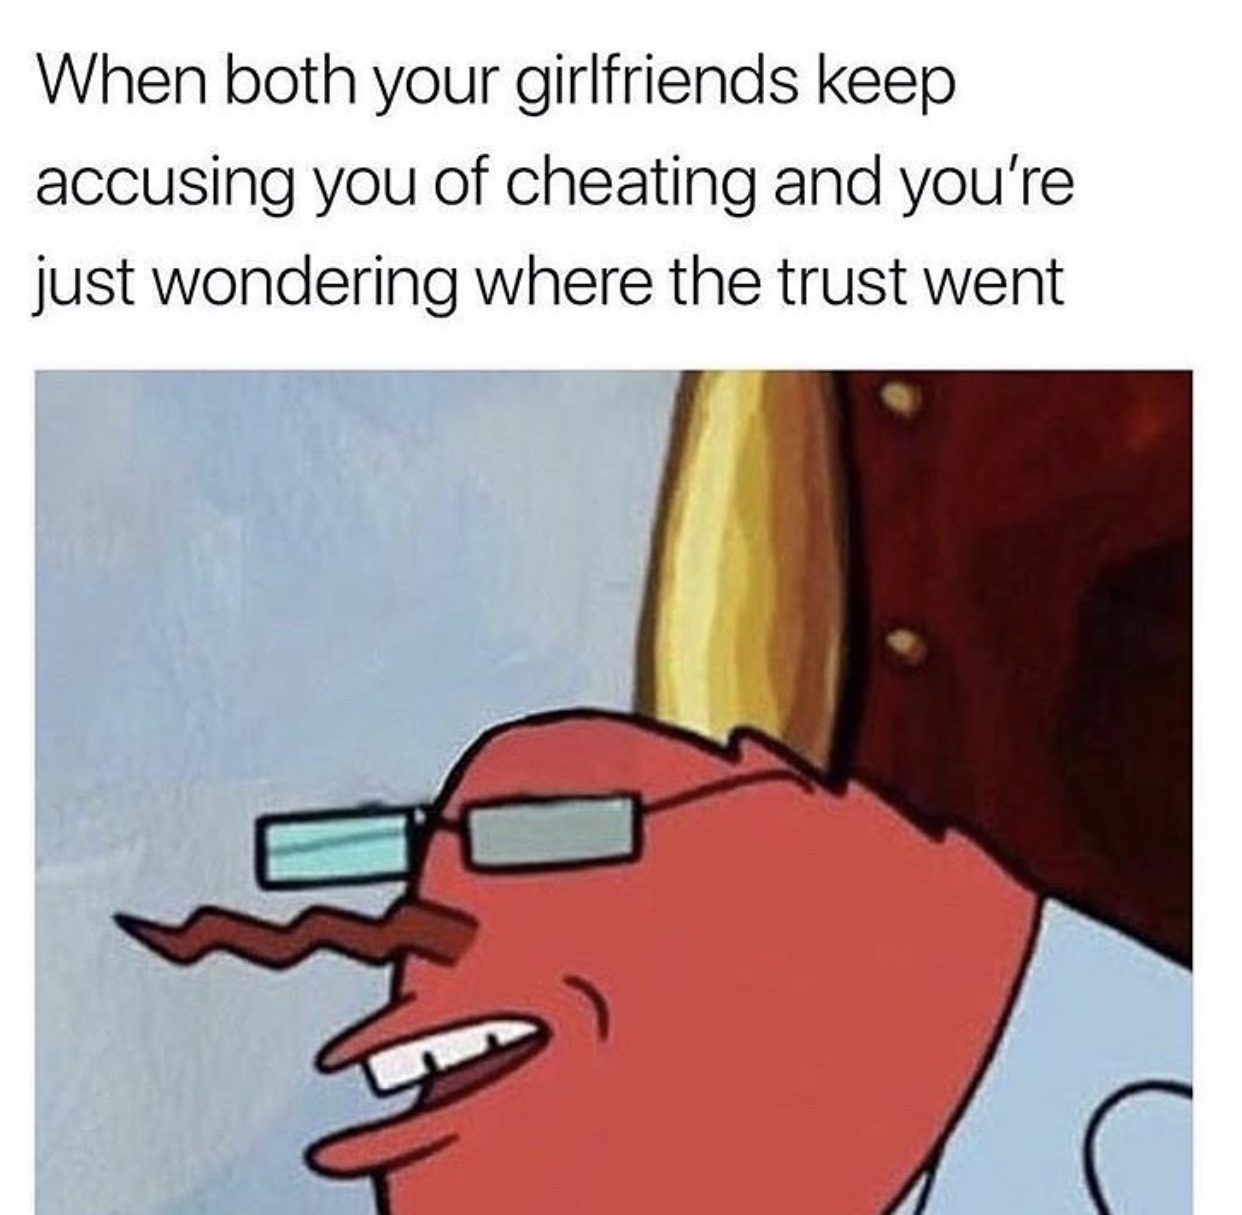 When both your girlfriends keep
accusing you of cheating and you're
just wondering where the trust went